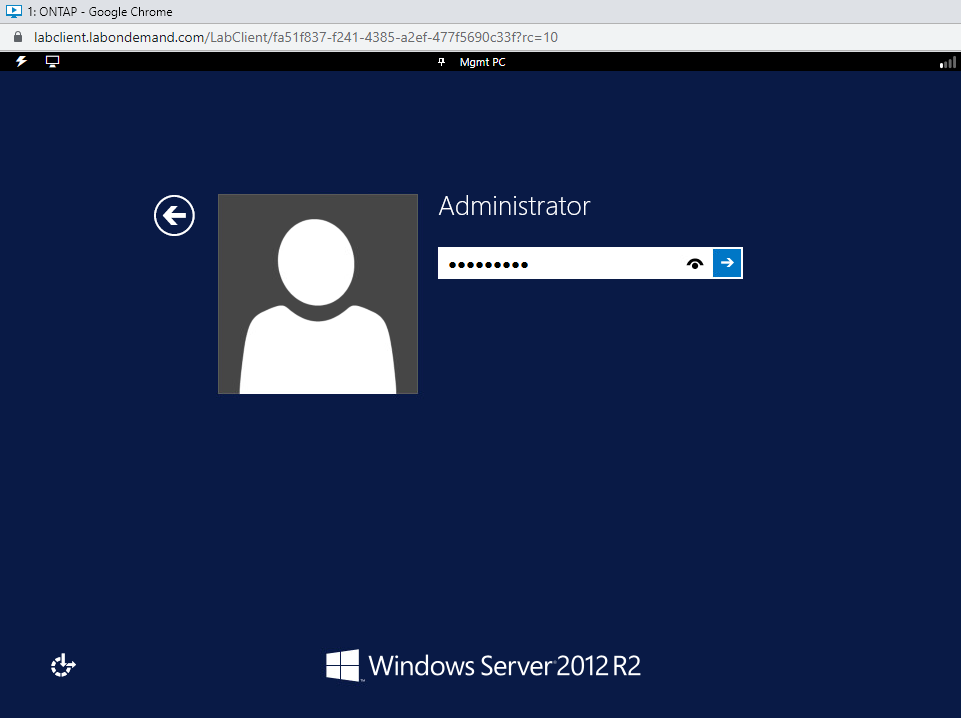 1: ONTAP - Google Chrome
labclient.labondemand.com/LabClient/fa51f837-f241-4385-a2ef-477f5690c33f?rc=10
Mgmt PC
Administrator
Windows Server 2012 R2